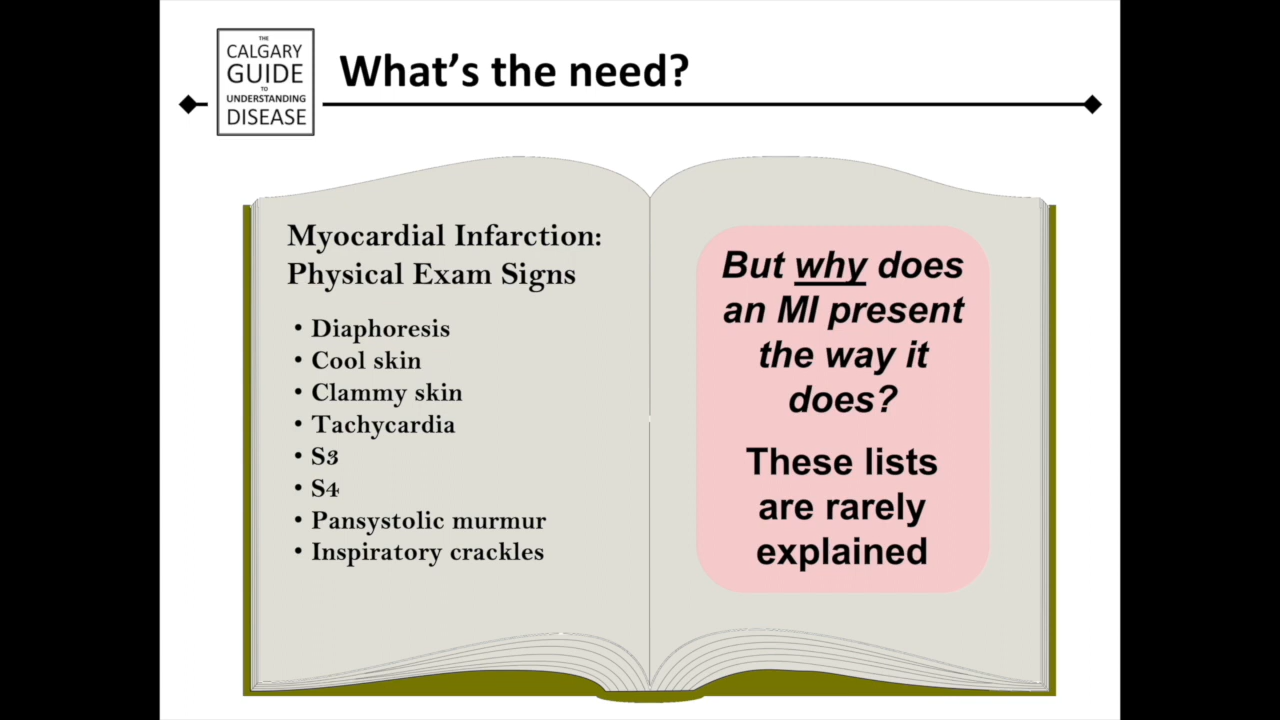 THE
CALGARY
GUIDE
TO
UNDERSTANDING
DISEASE
What's the need?
Myocardial Infarction:
Physical Exam Signs
• Diaphoresis
• Cool skin
• Clammy skin
• Tachycardia
• S3
• S4
• Pansystolic murmur
• Inspiratory crackles
But why does
an MI present
the way it
does?
These lists
are rarely
explained